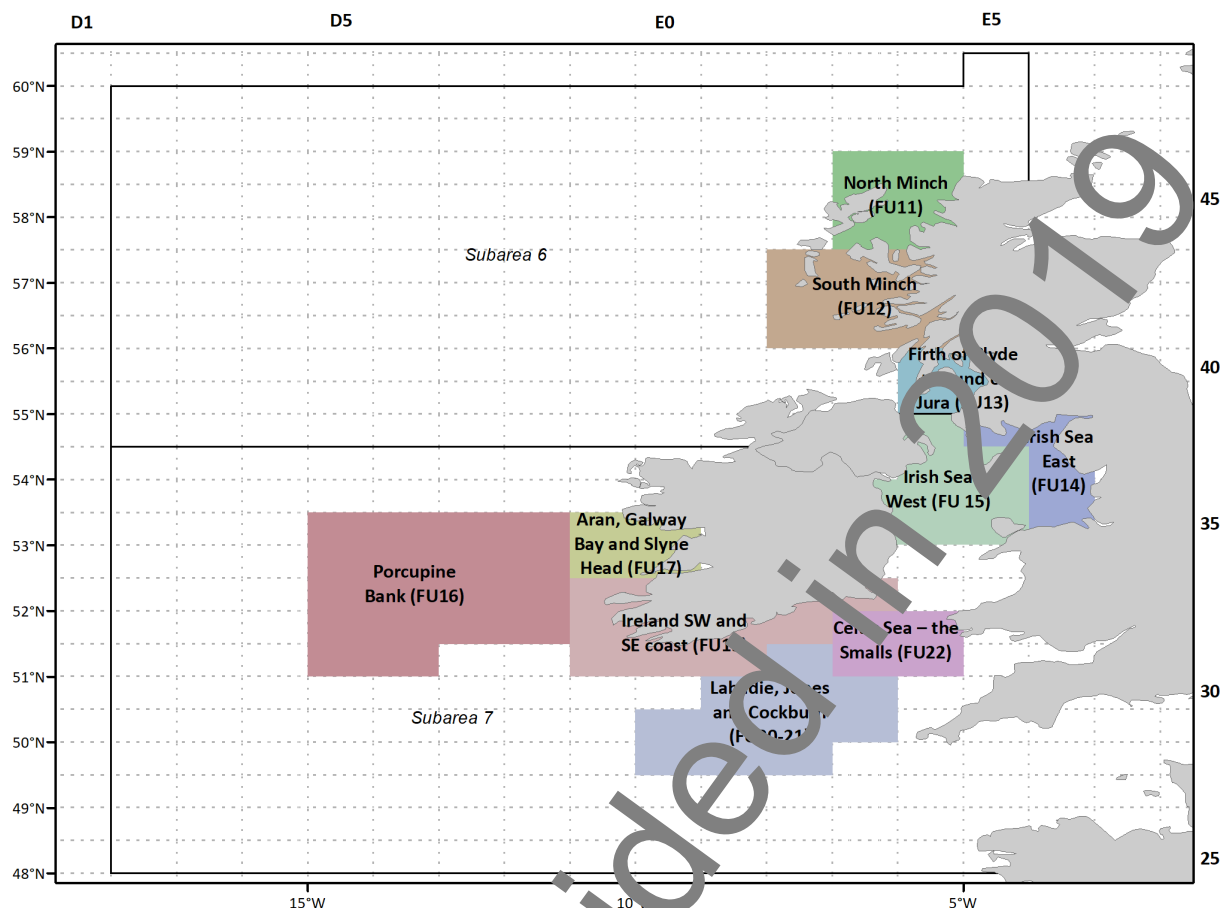 D1 D5 E0 E5
60°N
59°N
58°N
57°N
56°N
55°N
54°N
53°N
52°N
51°N
50°N
49°N
48°N
North Minch
(FU11)
Subarea 6
South Minch
(FU12)
Firth of
Jura
Irish Sea
West (FU 15)
Sea
East
(FU14)
Aran, Galway
Bay and Slyne
Head (FU17)
Porcupine
Bank (FU16)
Ireland SW and
SE coast
Sea – the
Smalls (FU22)
Subarea 7
45
40
35
30
25
15°W 10 5°W
in 2019